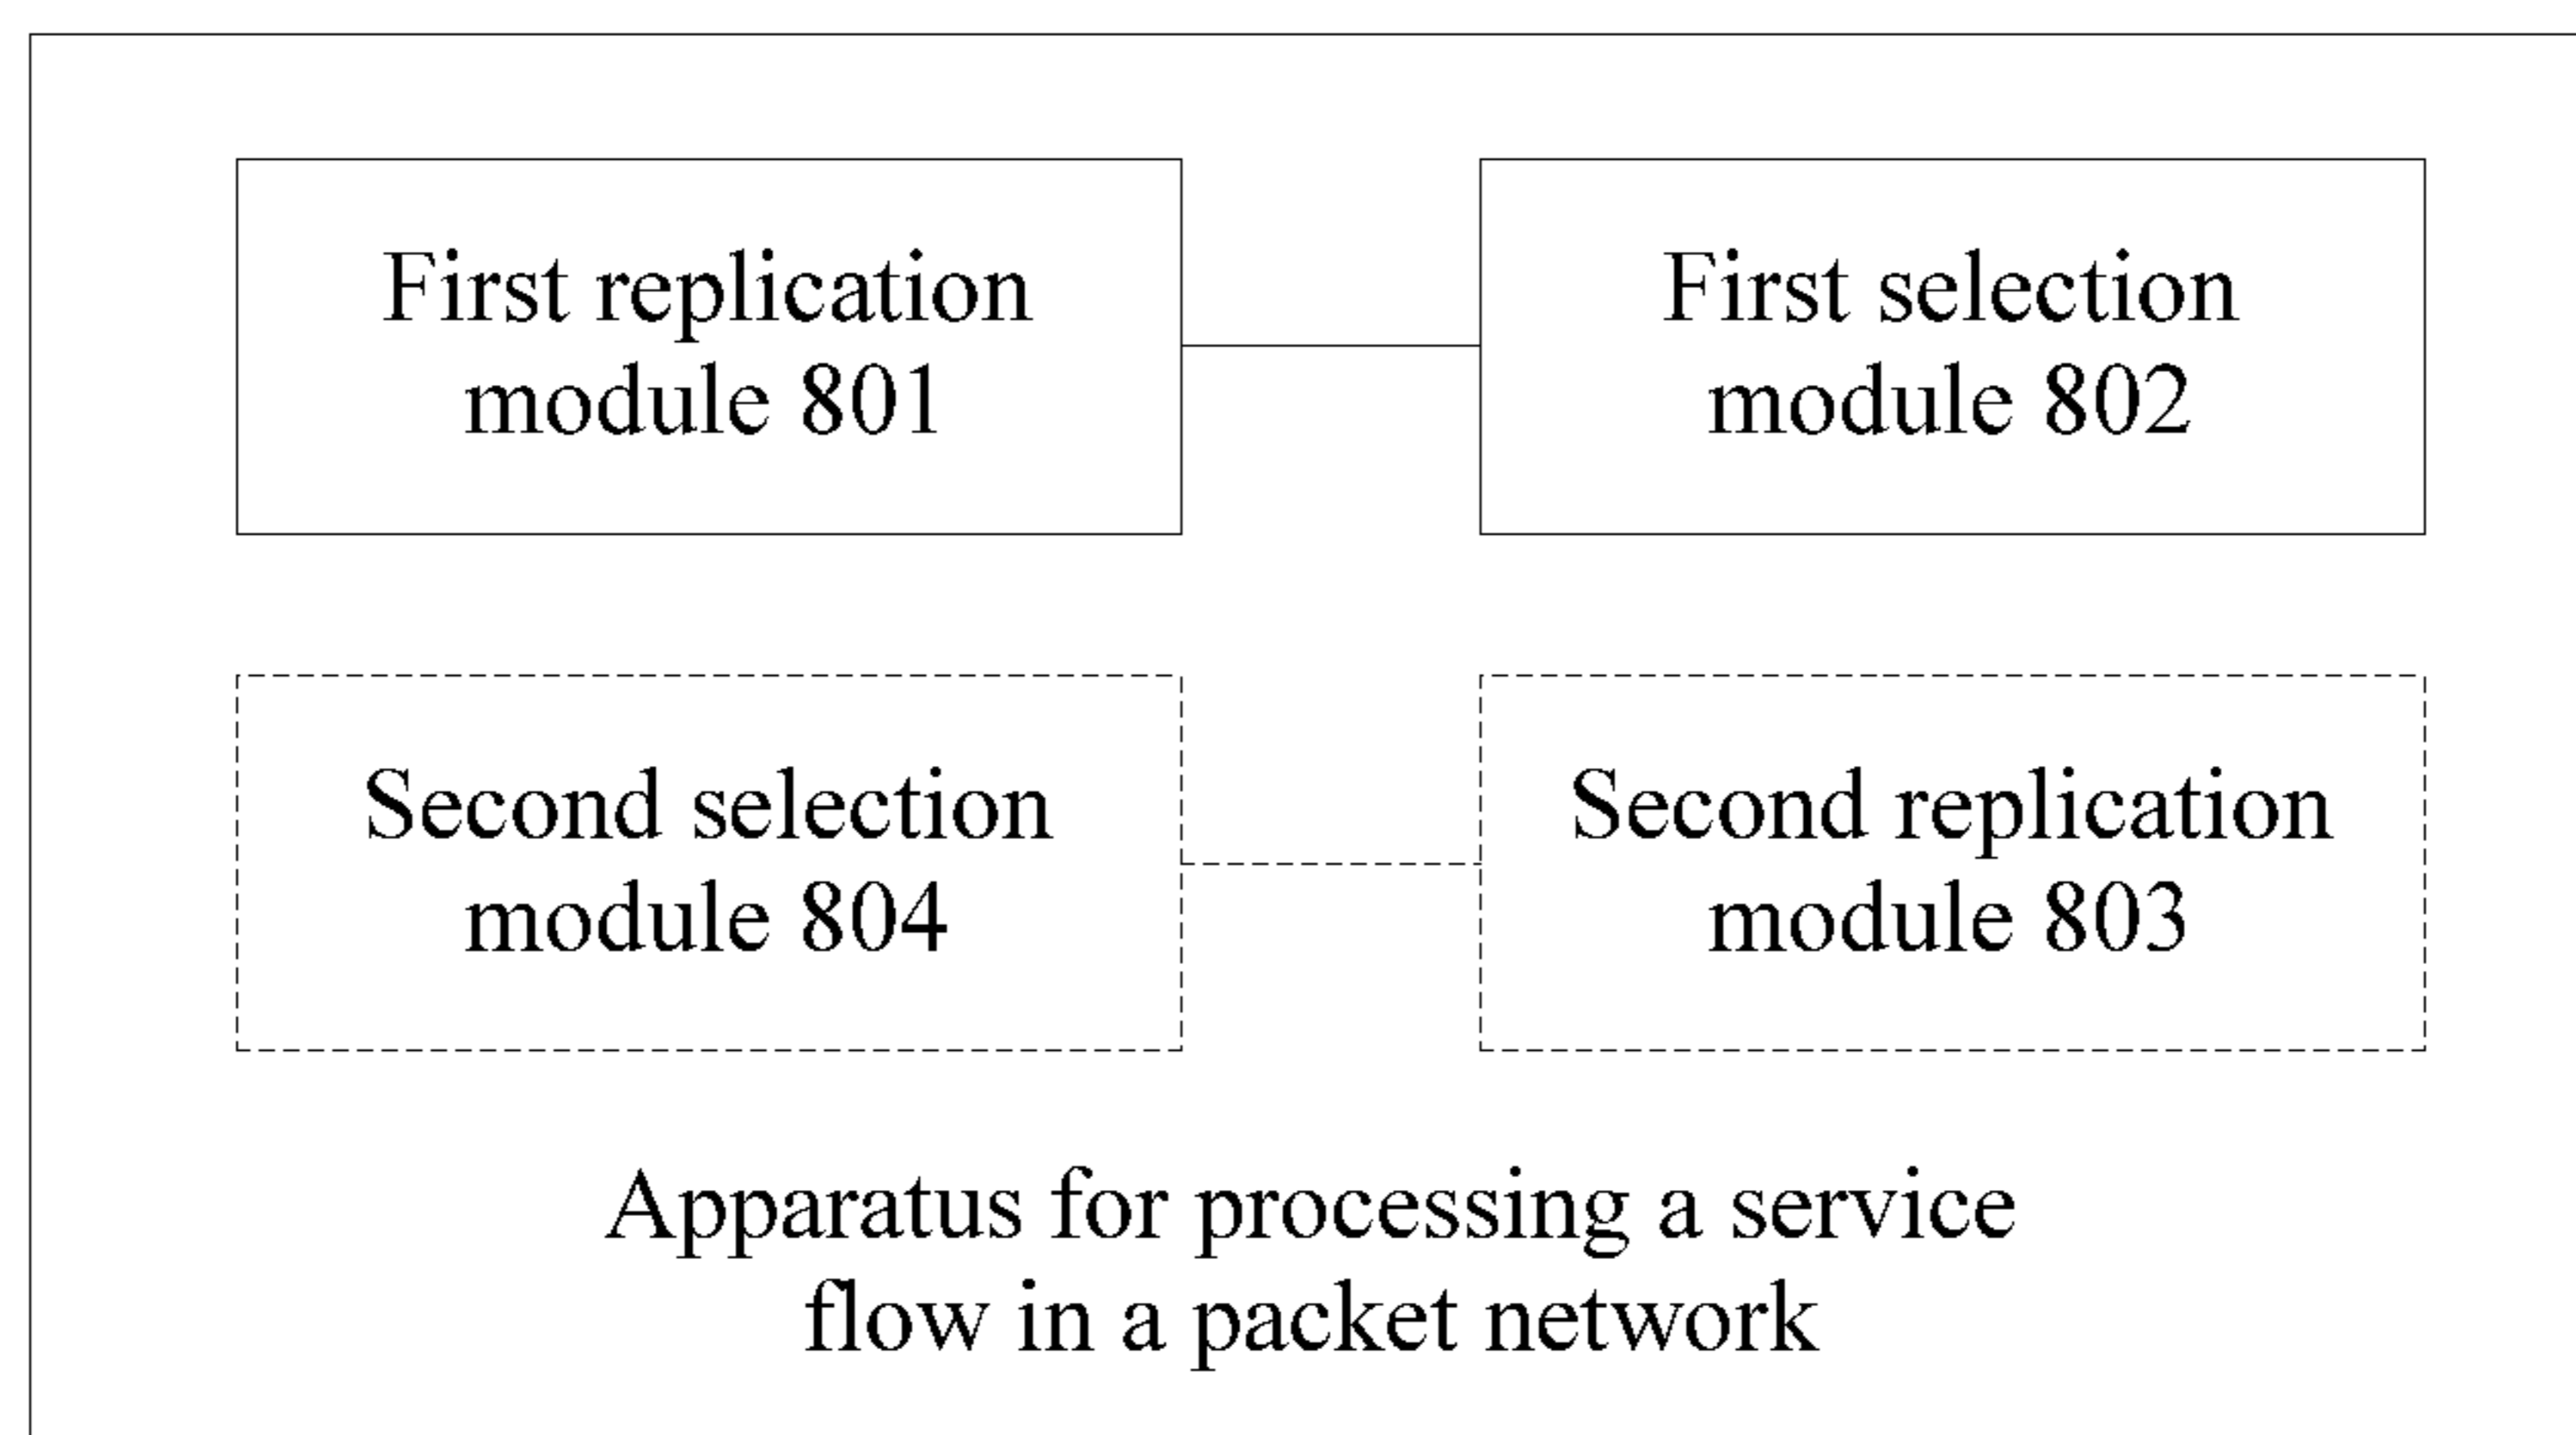 First replication
module 801
First selection
module 802
Second selection
module 804
Second replication
module 803
Apparatus for processing a service
flow in a packet network